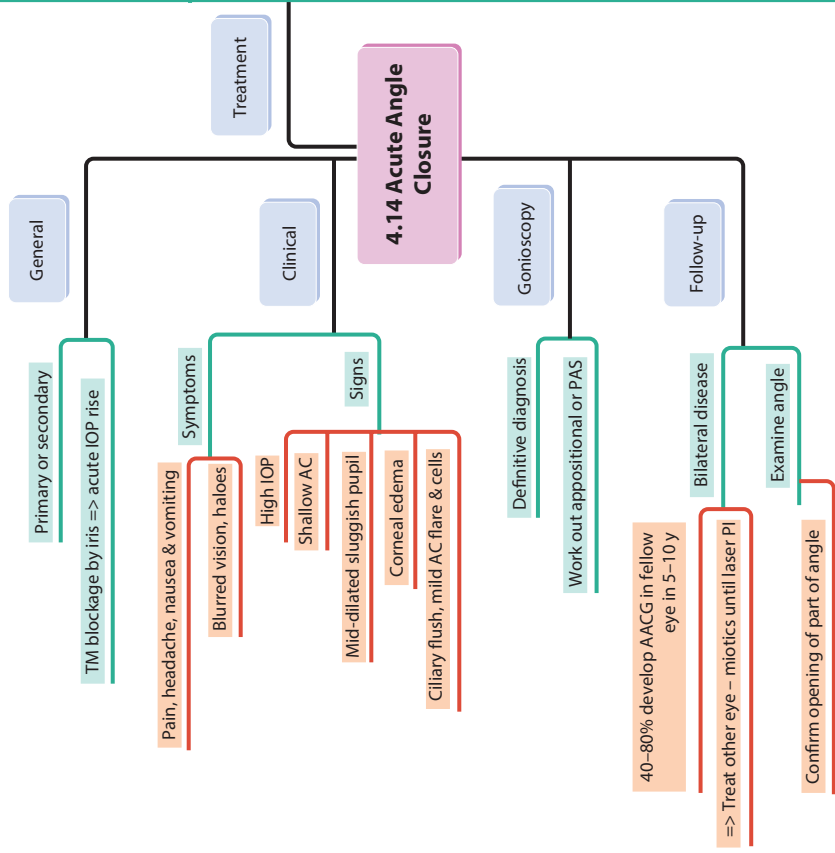 4.14 Acute Angle
Closure
Treatment
General
Primary or secondary
TM blockage by iris => acute IOP rise
Clinical
Symptoms
Pain, headache, nausea & vomiting
Blurred vision, haloes
Signs
High IOP
Shallow AC
Mid-dilated sluggish pupil
Corneal edema
Ciliary flush, mild AC flare & cells
Gonioscopy
Definitive diagnosis
Work out appositional or PAS
Follow-up
Bilateral disease
40–80% develop AACG in fellow
eye in 5–10 y
=> Treat other eye – miotics until laser PI
Examine angle
Confirm opening of part of angle